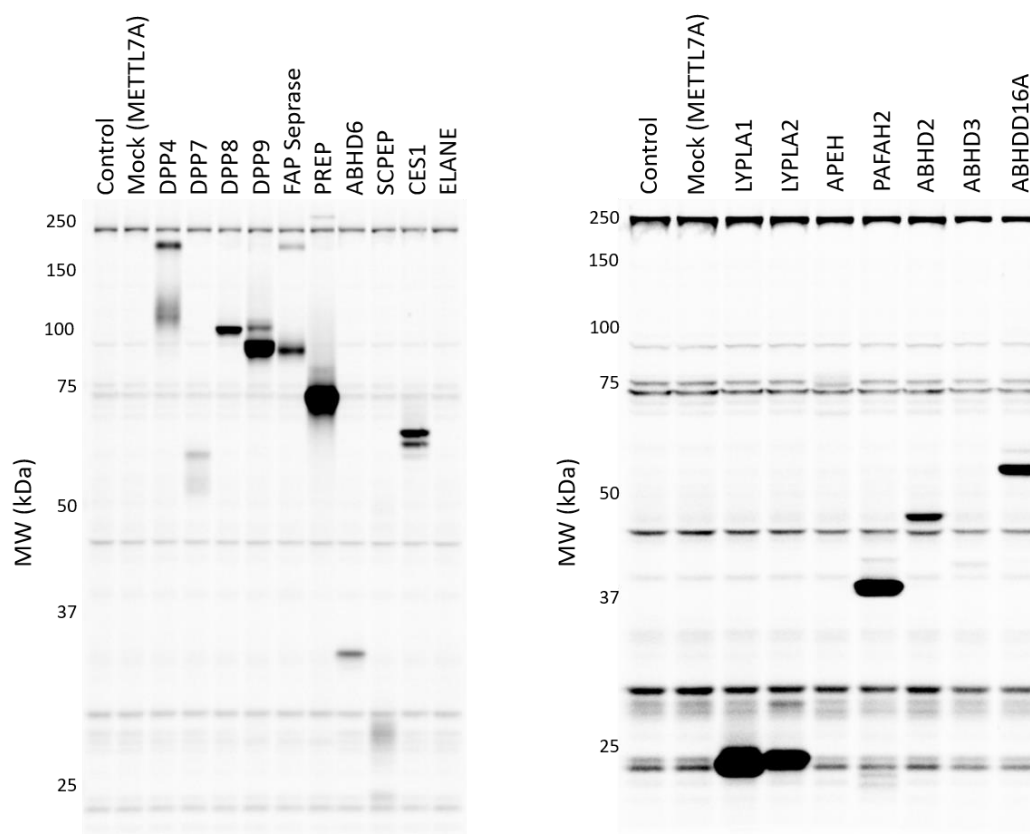 Control
Mock (METTL7A)
DPP4
DPP7
DPP8
DPP9
FAP Seprase
PREP
ABHD6
SCPEP
CES1
ELANE
250
150
100
75
50
37
25
MW (kDa)
Control
Mock (METTL7A)
LYPLA1
LYPLA2
APEH
PAFAH2
ABHD2
ABHD3
ABHDD16A
250
150
100
75
50
37
25
MW (kDa)